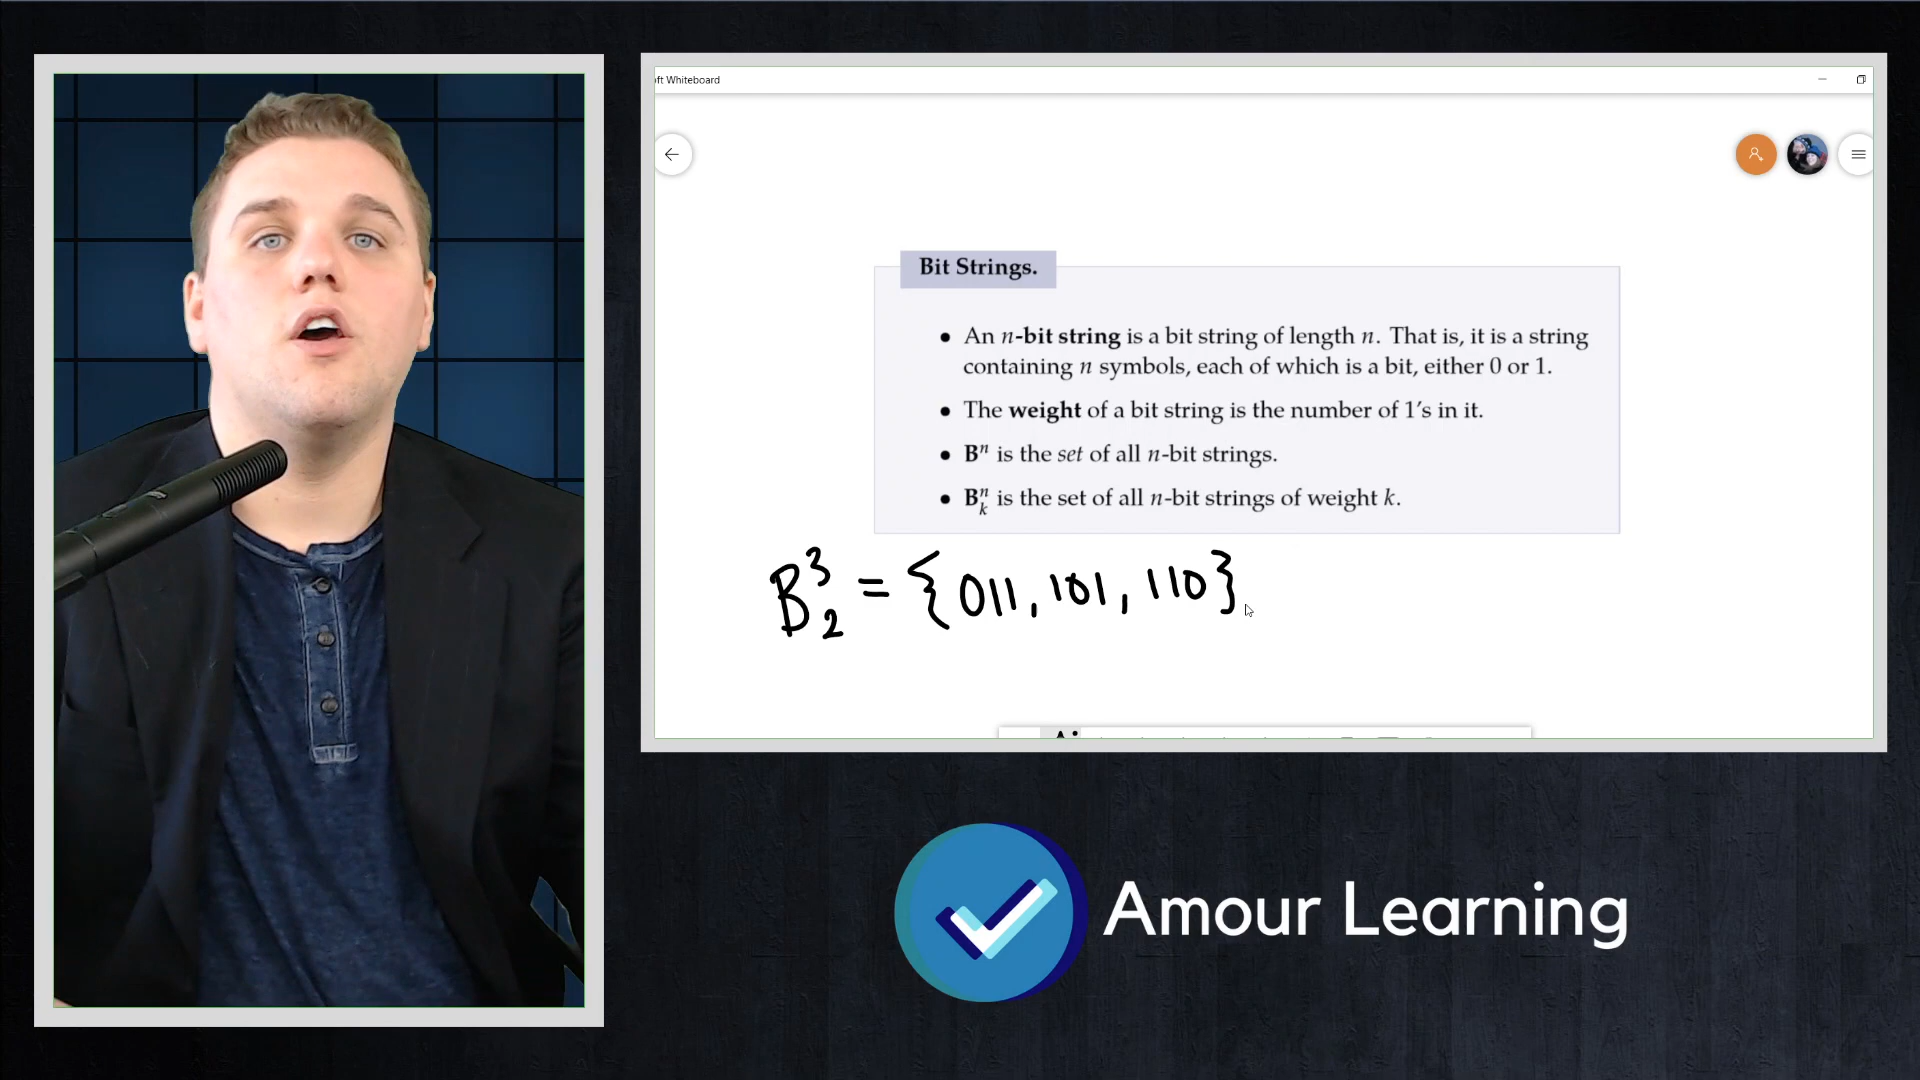 ft Whiteboard
Bit Strings.
• An n-bit string is a bit string of length n. That is, it is a string
containing n symbols, each of which is a bit, either 0 or 1.
• The weight of a bit string is the number of 1's in it.
• Bⁿ is the set of all n-bit strings.
• Bⁿₖ is the set of all n-bit strings of weight k.
B³₂ = {011, 101, 110}
Amour Learning